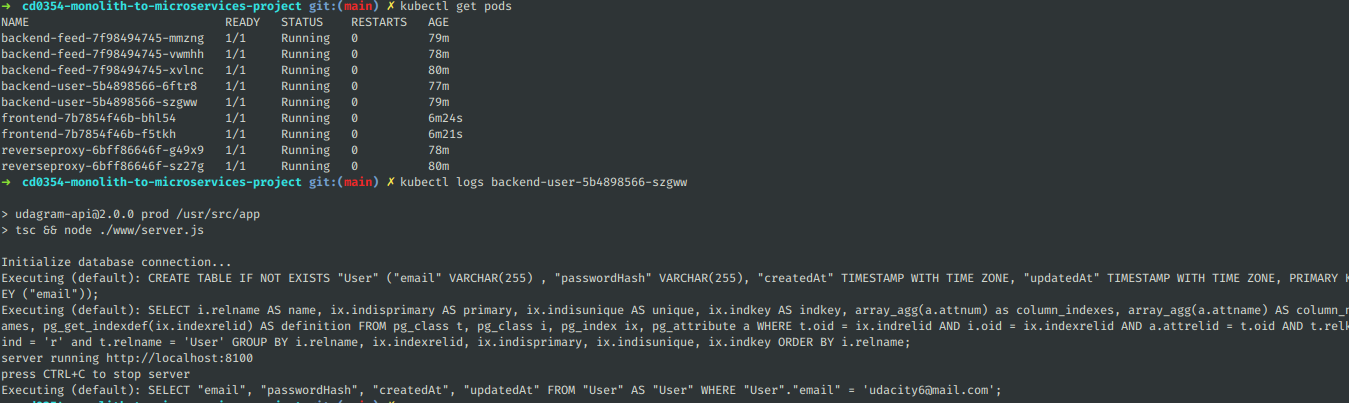 → cd0354-monolith-to-microservices-project git:(main) ✗ kubectl get pods
NAME READY STATUS RESTARTS AGE
backend-feed-7f98494745-mmzng 1/1 Running 0 79m
backend-feed-7f98494745-vwmhh 1/1 Running 0 78m
backend-feed-7f98494745-xvlnc 1/1 Running 0 80m
backend-user-5b4898566-6ftr8 1/1 Running 0 77m
backend-user-5b4898566-szgww 1/1 Running 0 79m
frontend-7b7854f46b-bhl54 1/1 Running 0 6m24s
frontend-7b7854f46b-f5tkh 1/1 Running 0 6m21s
reverseproxy-6bff86646f-g49x9 1/1 Running 0 78m
reverseproxy-6bff86646f-sz27g 1/1 Running 0 80m
→ cd0354-monolith-to-microservices-project git:(main) ✗ kubectl logs backend-user-5b4898566-szgww
> udagram-api@2.0.0 prod /usr/src/app
> tsc && node ./www/server.js
Initialize database connection...
Executing (default): CREATE TABLE IF NOT EXISTS "User" ("email" VARCHAR(255) , "passwordHash" VARCHAR(255), "createdAt" TIMESTAMP WITH TIME ZONE, "updatedAt" TIMESTAMP WITH TIME ZONE, PRIMARY K
EY ("email"));
Executing (default): SELECT i.relname AS name, ix.indisprimary AS primary, ix.indisunique AS unique, ix.indkey AS indkey, array_agg(a.attnum) as column_indexes, array_agg(a.attname) AS column_n
ames, pg_get_indexdef(ix.indexrelid) AS definition FROM pg_class t, pg_class i, pg_index ix, pg_attribute a WHERE t.oid = ix.indrelid AND i.oid = ix.indexrelid AND a.attrelid = t.oid AND t.relk
ind = 'r' and t.relname = 'User' GROUP BY i.relname, ix.indexrelid, ix.indisprimary, ix.indisunique, ix.indkey ORDER BY i.relname;
server running http://localhost:8100
press CTRL+C to stop server
Executing (default): SELECT "email", "passwordHash", "createdAt", "updatedAt" FROM "User" AS "User" WHERE "User"."email" = 'udacity6@mail.com';